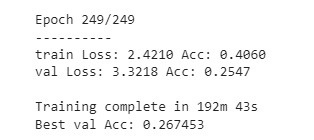 Epoch 249/249
----------
train Loss: 2.4210 Acc: 0.4060
val Loss: 3.3218 Acc: 0.2547
Training complete in 192m 43s
Best val Acc: 0.267453